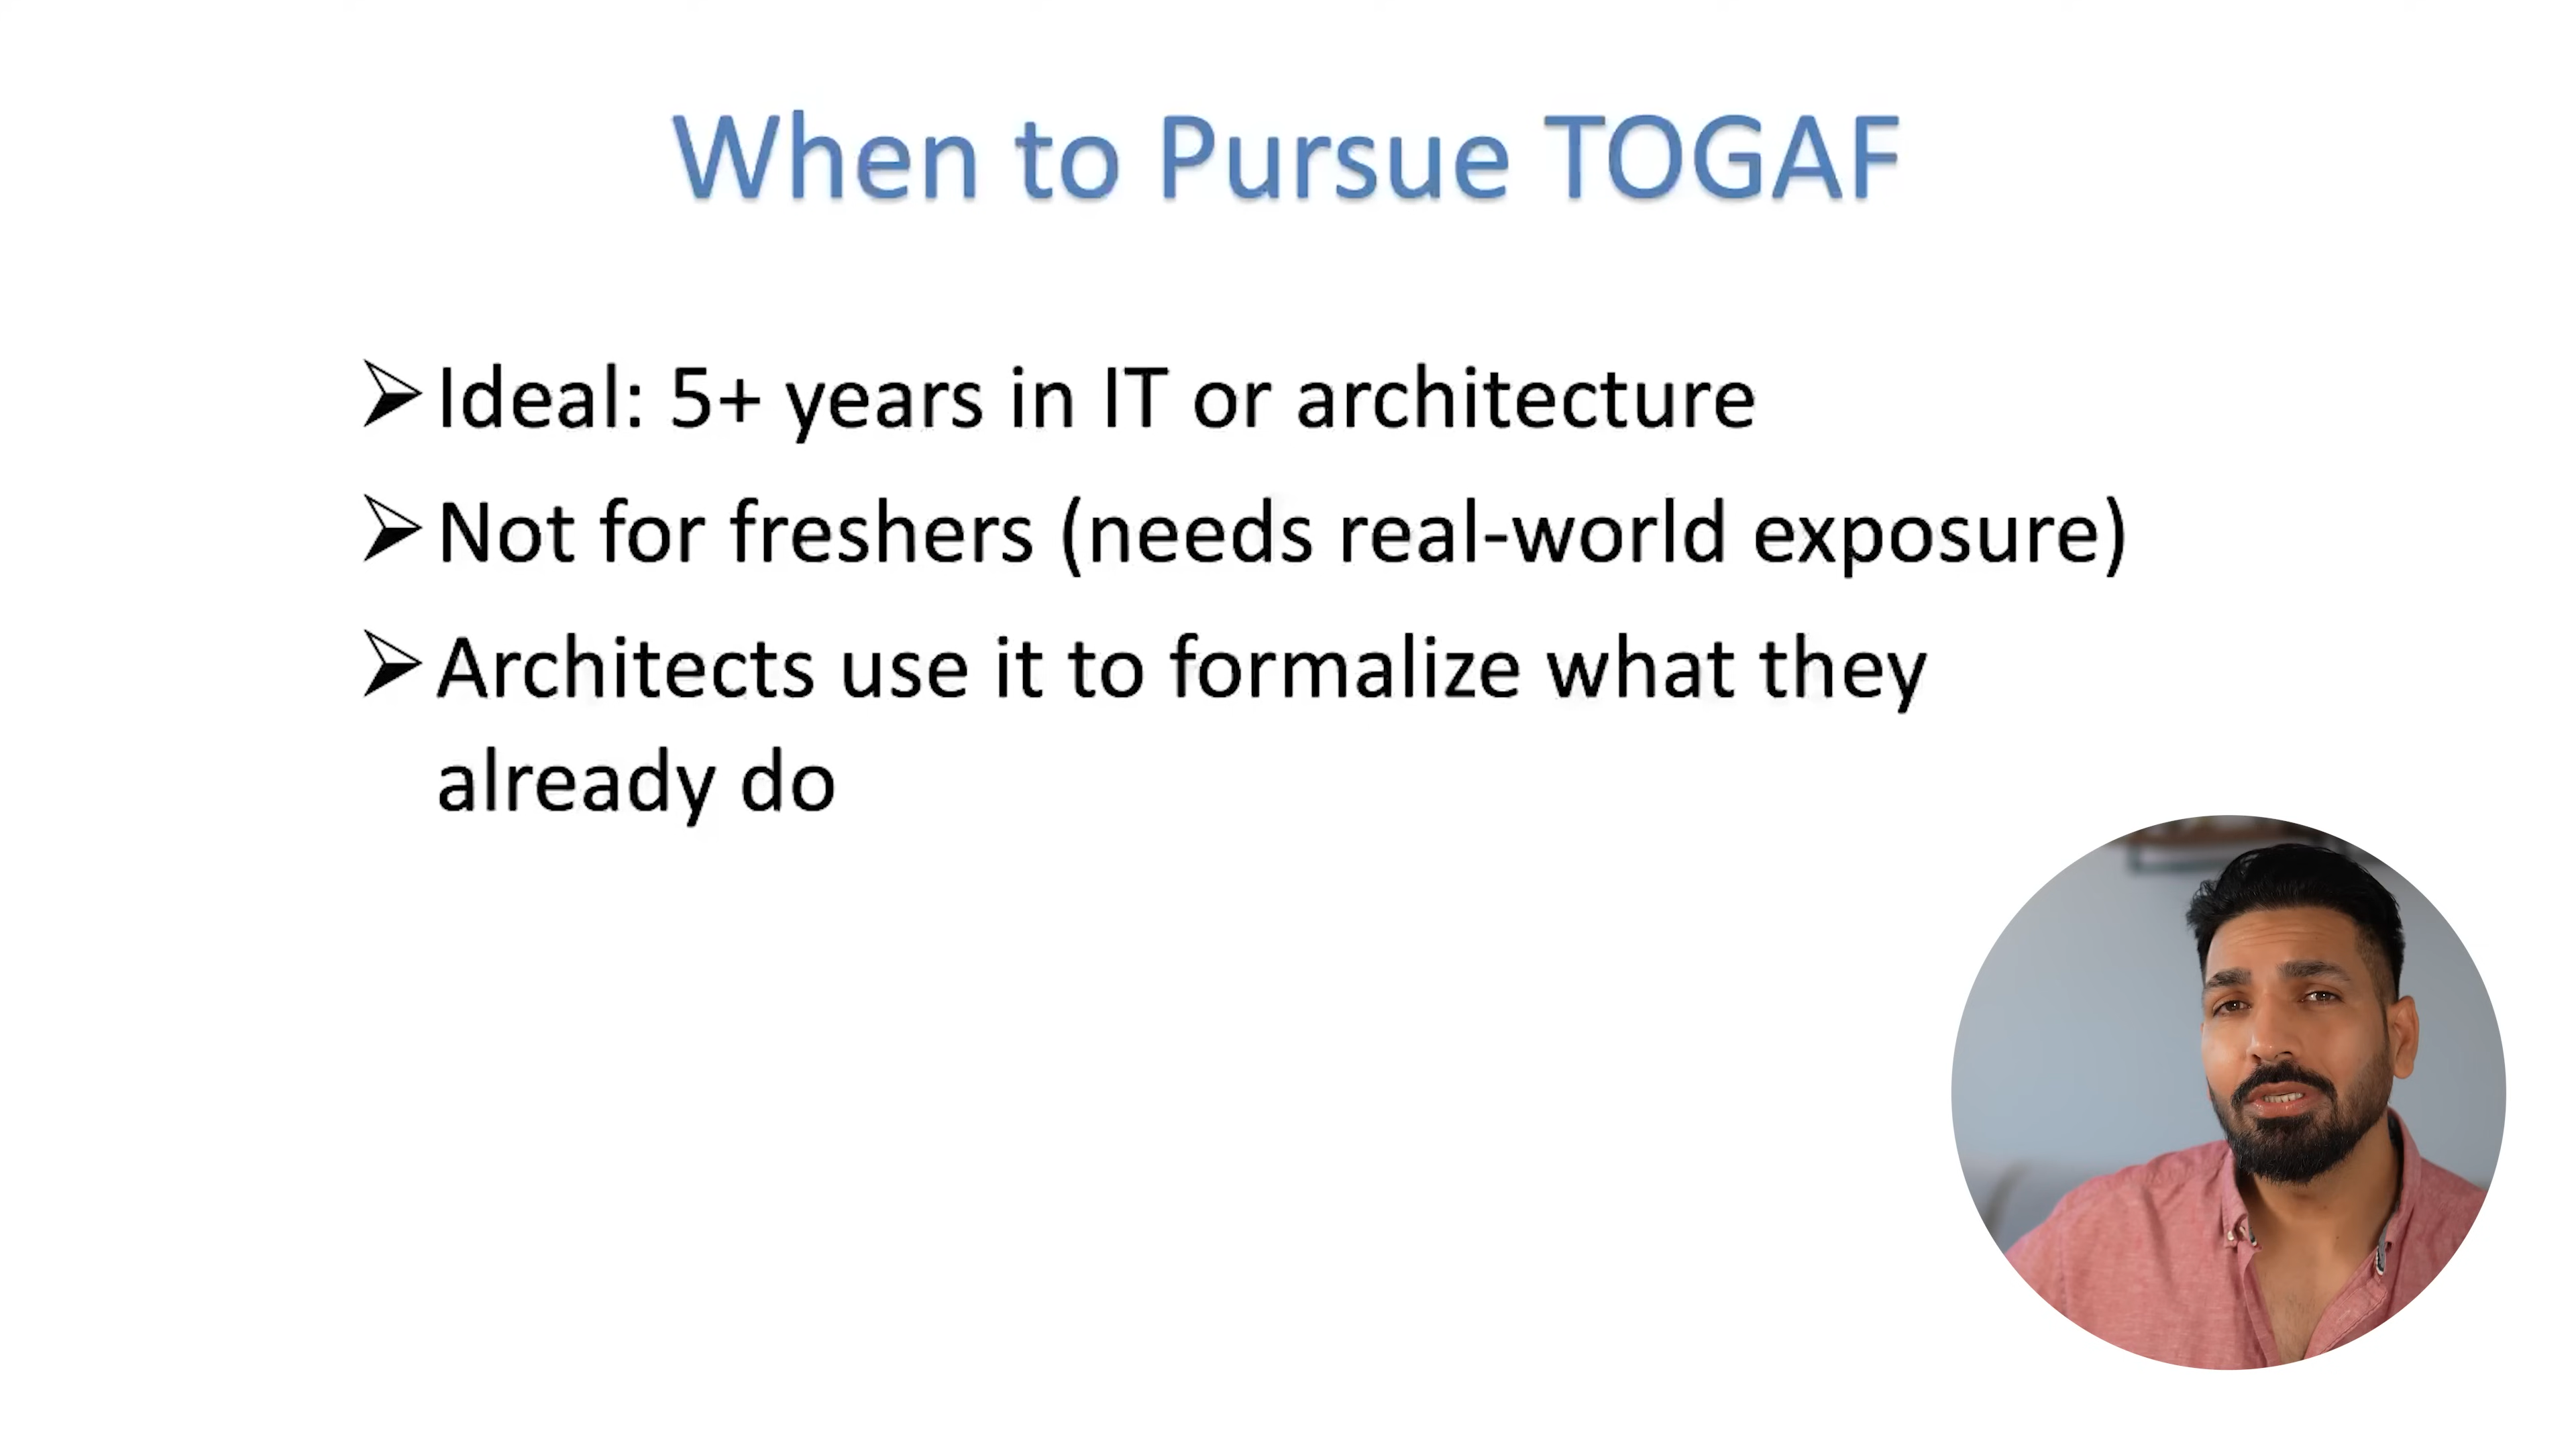 When to Pursue TOGAF
➢Ideal: 5+ years in IT or architecture
➢Not for freshers (needs real-world exposure)
➢Architects use it to formalize what they
already do